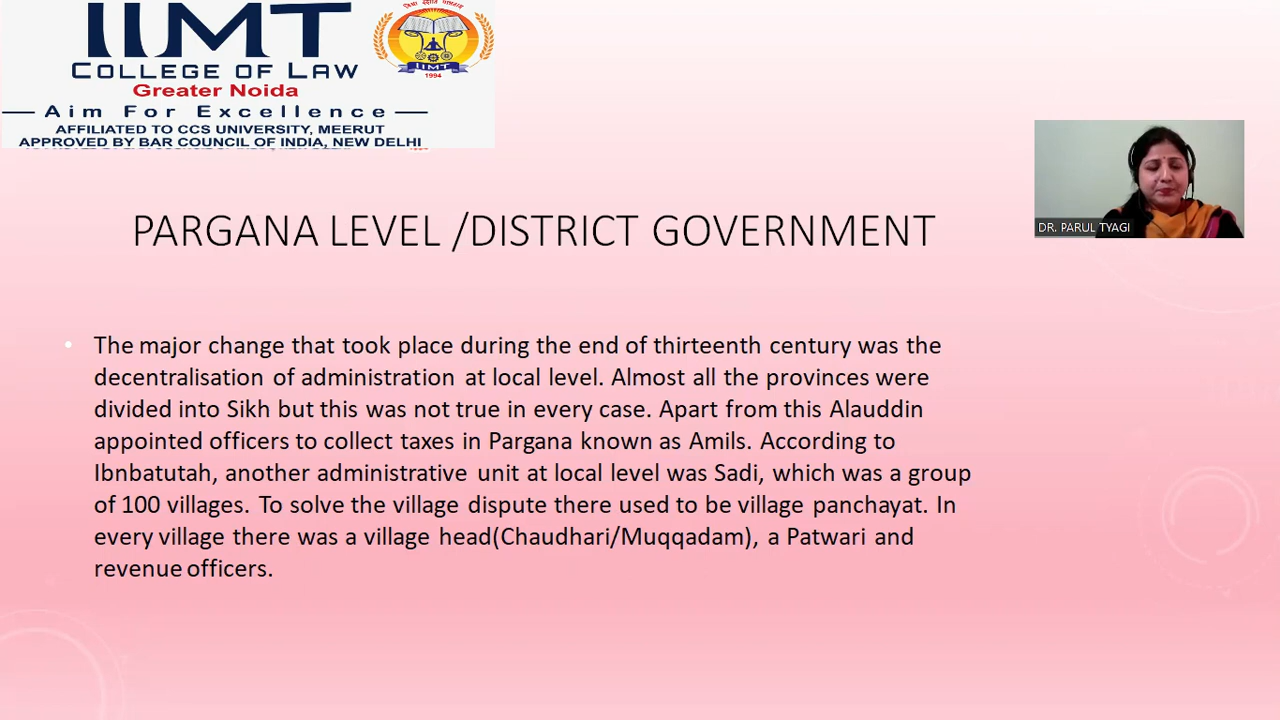 IIMT
COLLEGE OF LAW
Greater Noida
Aim For Excellence
AFFILIATED TO CCS UNIVERSITY, MEERUT
APPROVED BY BAR COUNCIL OF INDIA, NEW DELHI
IIMT
1994
DR. PARUL TYAGI
PARGANA LEVEL /DISTRICT GOVERNMENT
• The major change that took place during the end of thirteenth century was the
decentralisation of administration at local level. Almost all the provinces were
divided into Sikh but this was not true in every case. Apart from this Alauddin
appointed officers to collect taxes in Pargana known as Amils. According to
Ibnbatutah, another administrative unit at local level was Sadi, which was a group
of 100 villages. To solve the village dispute there used to be village panchayat. In
every village there was a village head(Chaudhari/Muqqadam), a Patwari and
revenue officers.